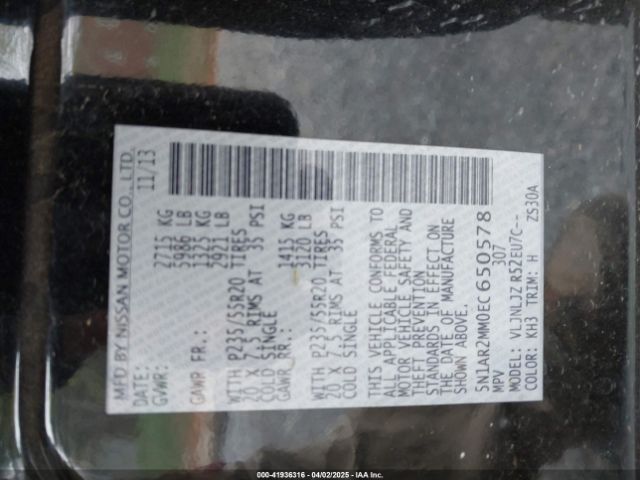 MFD BY NISSAN MOTOR CO., LTD.
DATE: 11/13
GVWR: 2715 KG
5986 LB
GAWR FR.: 1325 KG
2921 LB
WITH P235/55R20 TIRES
20 X 7.5 RIMS AT 35 PSI
COLD SINGLE
GAWR RR.: 1415 KG
3120 LB
WITH P235/55R20 TIRES
20 X 7.5 RIMS AT 35 PSI
COLD SINGLE
THIS VEHICLE CONFORMS TO
ALL APPLICABLE FEDERAL
MOTOR VEHICLE SAFETY AND
THEFT PREVENTION
STANDARDS IN EFFECT ON
THE DATE OF MANUFACTURE
SHOWN ABOVE.
5N1AR2MM0EC650578
MPV 307
MODEL: VLJNLJZ R52EU7C--
COLOR: KH3 TRIM: H ZS30A
000-41936316 - 04/02/2025 - IAA Inc.